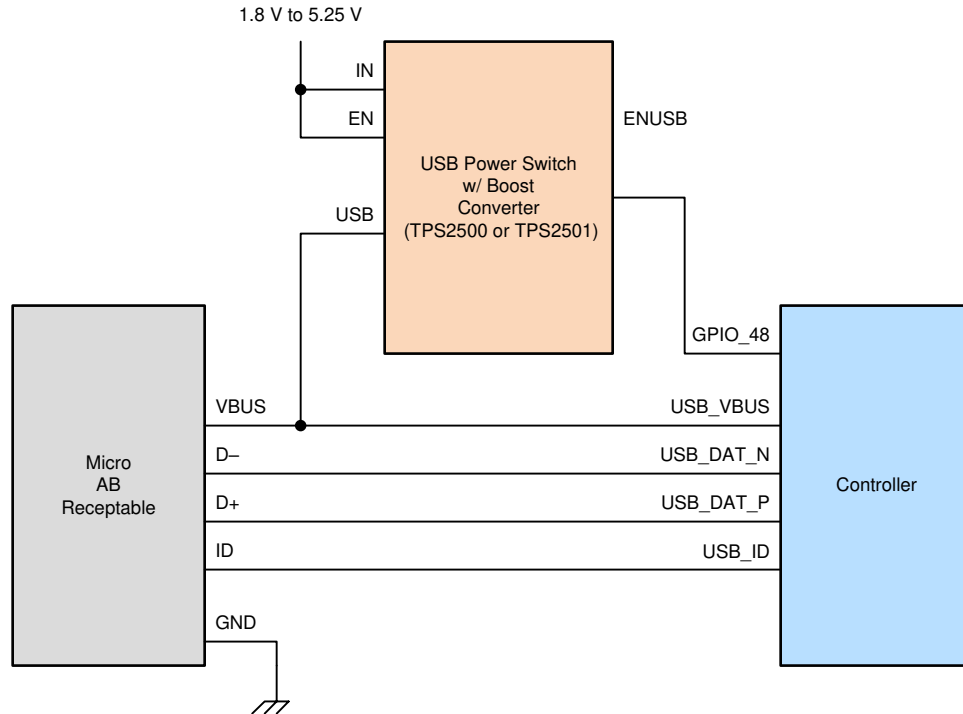 1.8 V to 5.25 V
IN
EN
USB
USB Power Switch
w/ Boost
Converter
(TPS2500 or TPS2501)
ENUSB
GPIO_48
VBUS
USB_VBUS
D–
USB_DAT_N
D+
USB_DAT_P
ID
USB_ID
GND
Micro
AB
Receptable
Controller